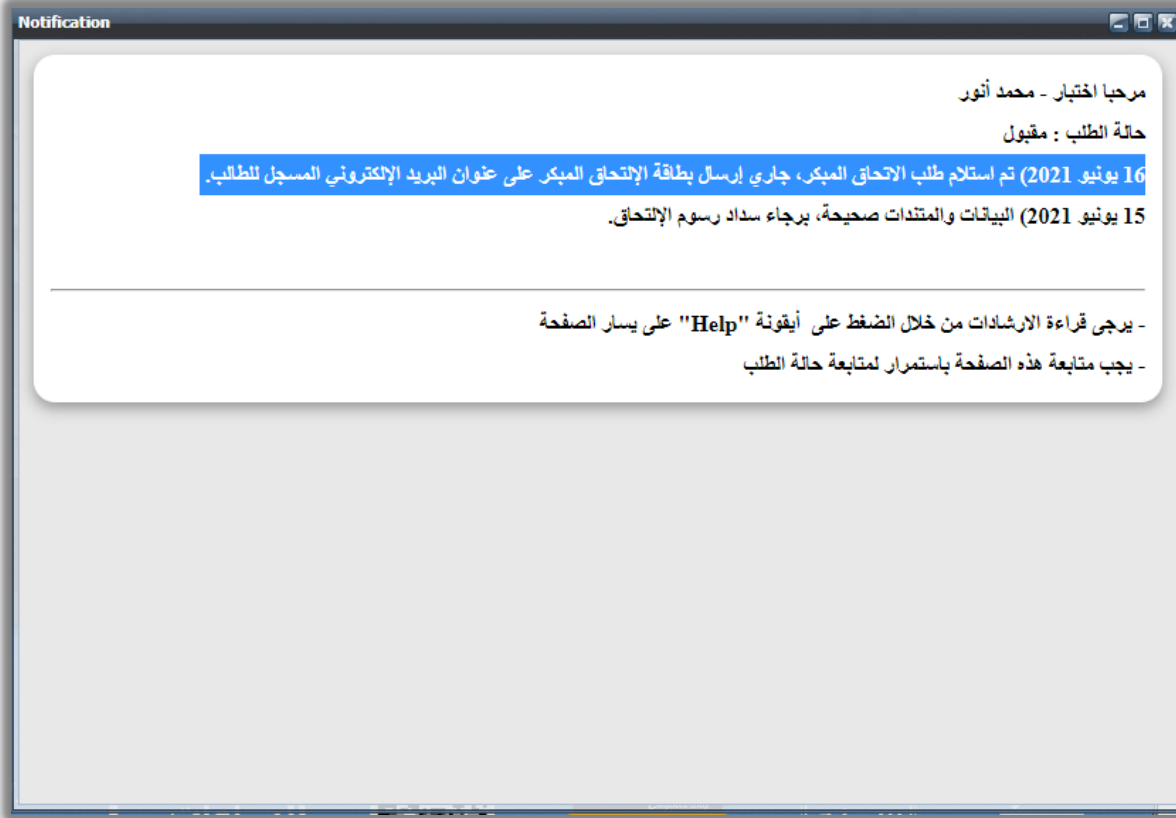 Notification
مرحبا اختبار - محمد أنور
حالة الطلب : مقبول
16 يونيو 2021) تم استلام طلب الاتحاق المبكر، جاري إرسال بطاقة الإلتحاق المبكر على عنوان البريد الإلكتروني المسجل للطالب.
15 يونيو 2021) البيانات والمتندات صحيحة، برجاء سداد رسوم الإلتحاق.
- يرجى قراءة الارشادات من خلال الضغط على أيقونة "Help" على يسار الصفحة
- يجب متابعة هذه الصفحة باستمرار لمتابعة حالة الطلب